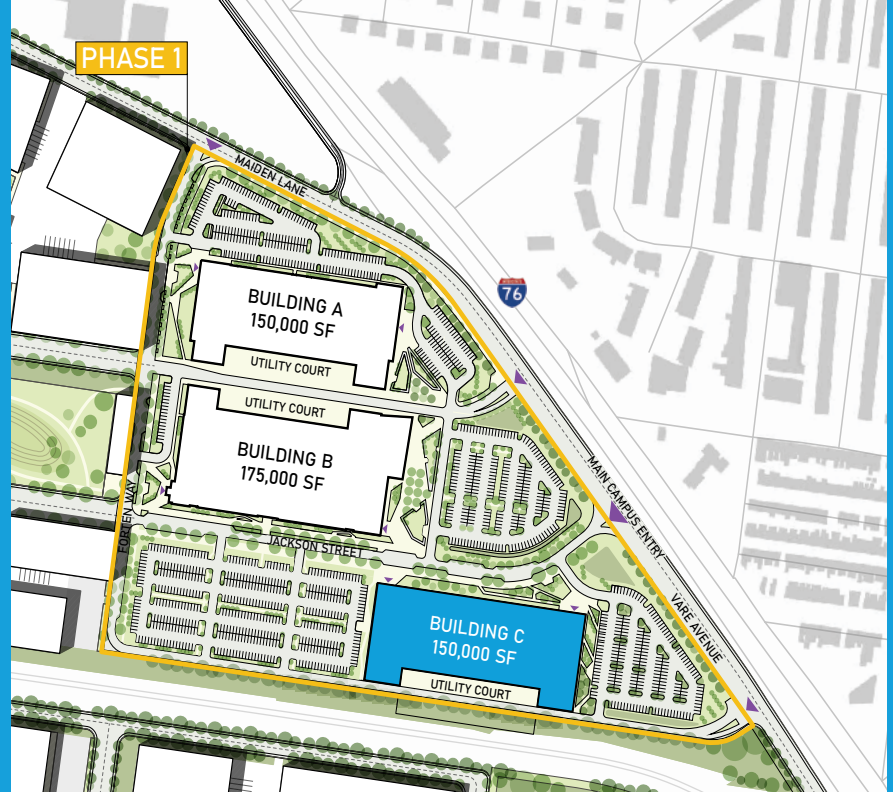 PHASE 1
MAIDEN LANE
76
BUILDING A
150,000 SF
UTILITY COURT
UTILITY COURT
BUILDING B
175,000 SF
MAIN CAMPUS ENTRY
FORTEN WAY
JACKSON STREET
VARE AVENUE
BUILDING C
150,000 SF
UTILITY COURT